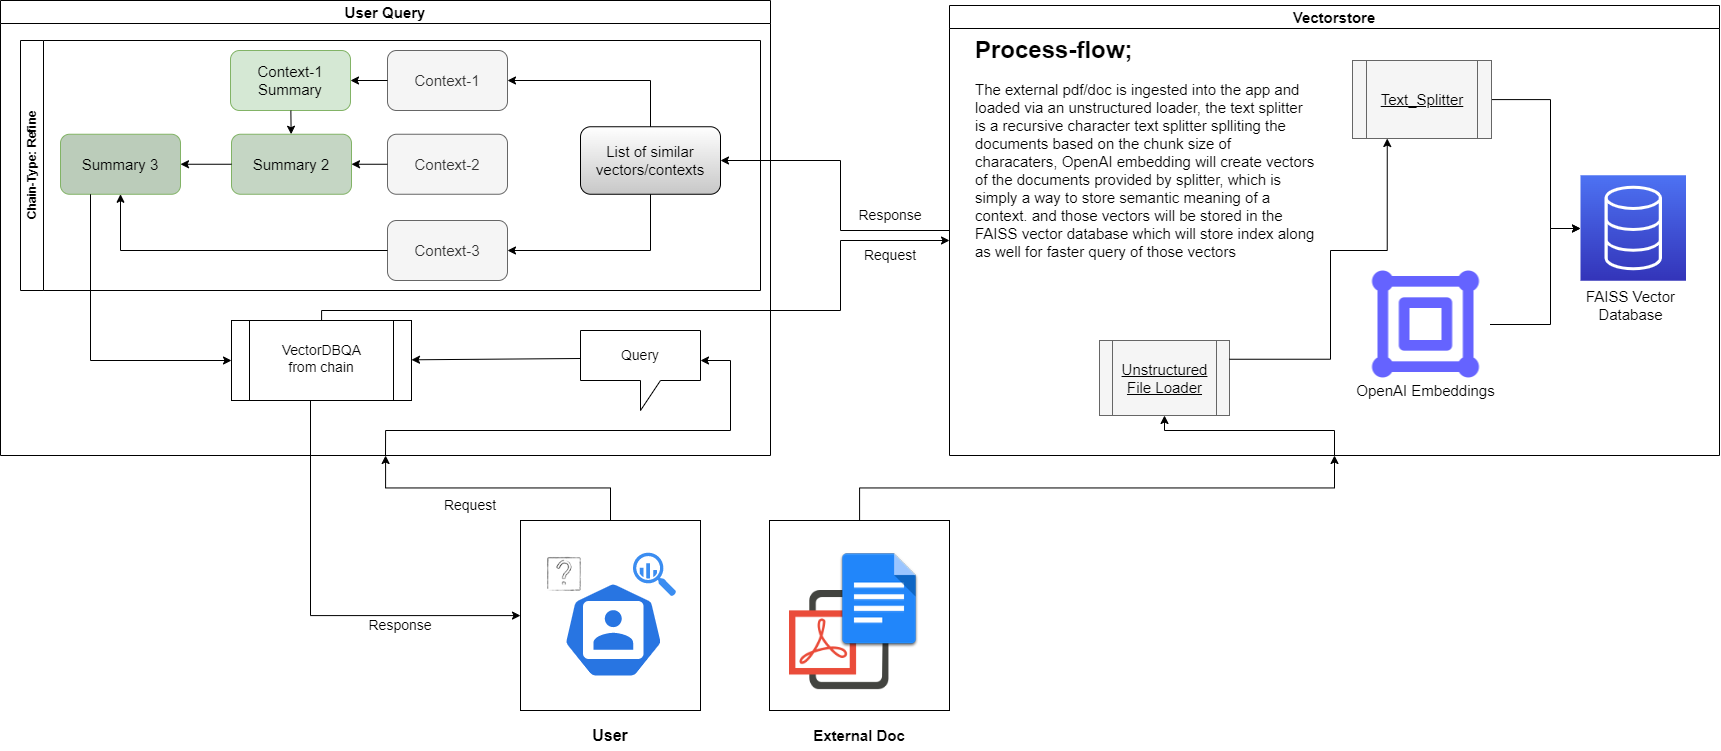 User Query
Chain-Type: Refine
Context-1
Summary
Context-1
Summary 3
Summary 2
Context-2
List of similar
vectors/contexts
Context-3
VectorDBQA
from chain
Query
Response
Request
Vectorstore
Process-flow;
The external pdf/doc is ingested into the app and
loaded via an unstructured loader, the text splitter
is a recursive character text splitter splliting the
documents based on the chunk size of
characaters, OpenAI embedding will create vectors
of the documents provided by splitter, which is
simply a way to store semantic meaning of a
context. and those vectors will be stored in the
FAISS vector database which will store index along
as well for faster query of those vectors
Text_Splitter
FAISS Vector
Database
Unstructured
File Loader
OpenAI Embeddings
Request
Response
?
User
External Doc